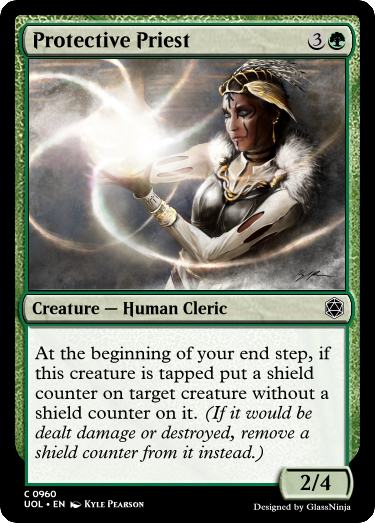 Protective Priest 3
Creature — Human Cleric
At the beginning of your end step, if
this creature is tapped put a shield
counter on target creature without a
shield counter on it. (If it would be
dealt damage or destroyed, remove a
shield counter from it instead.)
2/4
C 0960
UOL • EN Kyle Pearson
Designed by GlassNinja